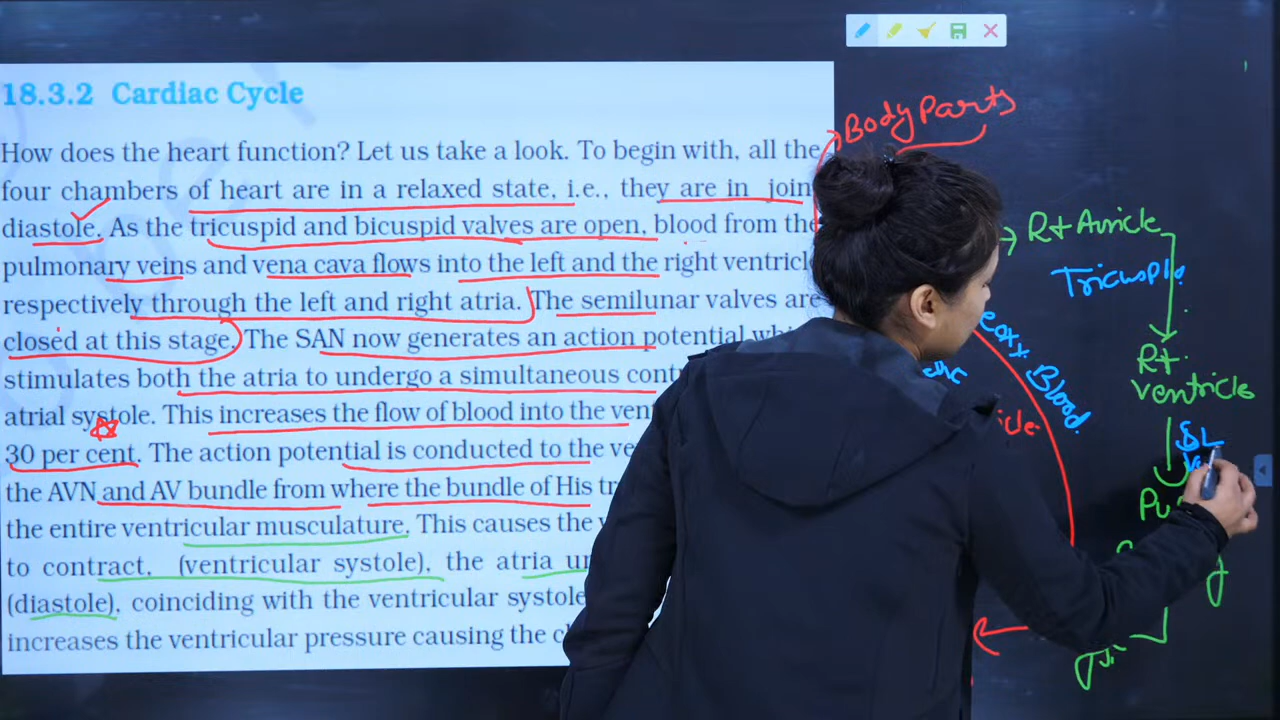 18.3.2 Cardiac Cycle
How does the heart function? Let us take a look. To begin with, all the
four chambers of heart are in a relaxed state, i.e., they are in join
diastole. As the tricuspid and bicuspid valves are open, blood from the
pulmonary veins and vena cava flows into the left and the right ventricl
respectively through the left and right atria. The semilunar valves are
closed at this stage. The SAN now generates an action potential
stimulates both the atria to undergo a simultaneous
atrial systole. This increases the flow of blood into the
30 per cent. The action potential is conducted to the
the AVN and AV bundle from where the bundle of His
the entire ventricular musculature. This causes the
to contract, (ventricular systole), the atria
(diastole), coinciding with the ventricular systole
increases the ventricular pressure causing the
Body Parts
Rt Auricle
Tricuspi
Rt
ventricle
Blood
SL